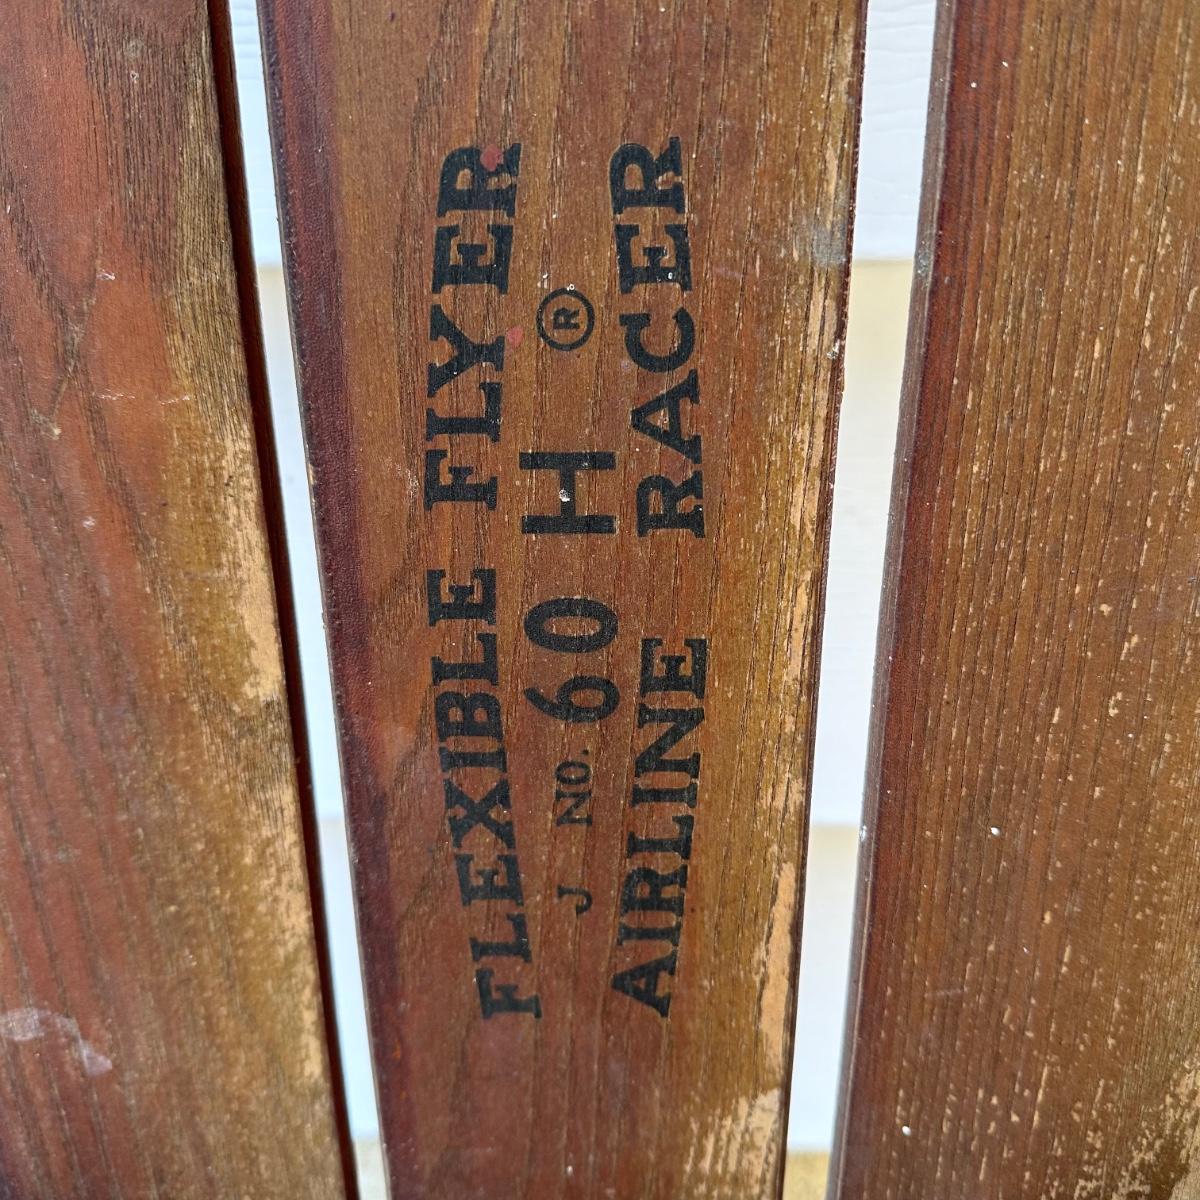 FLEXIBLE FLYER
J NO. 60 H ®
AIRLINE RACER